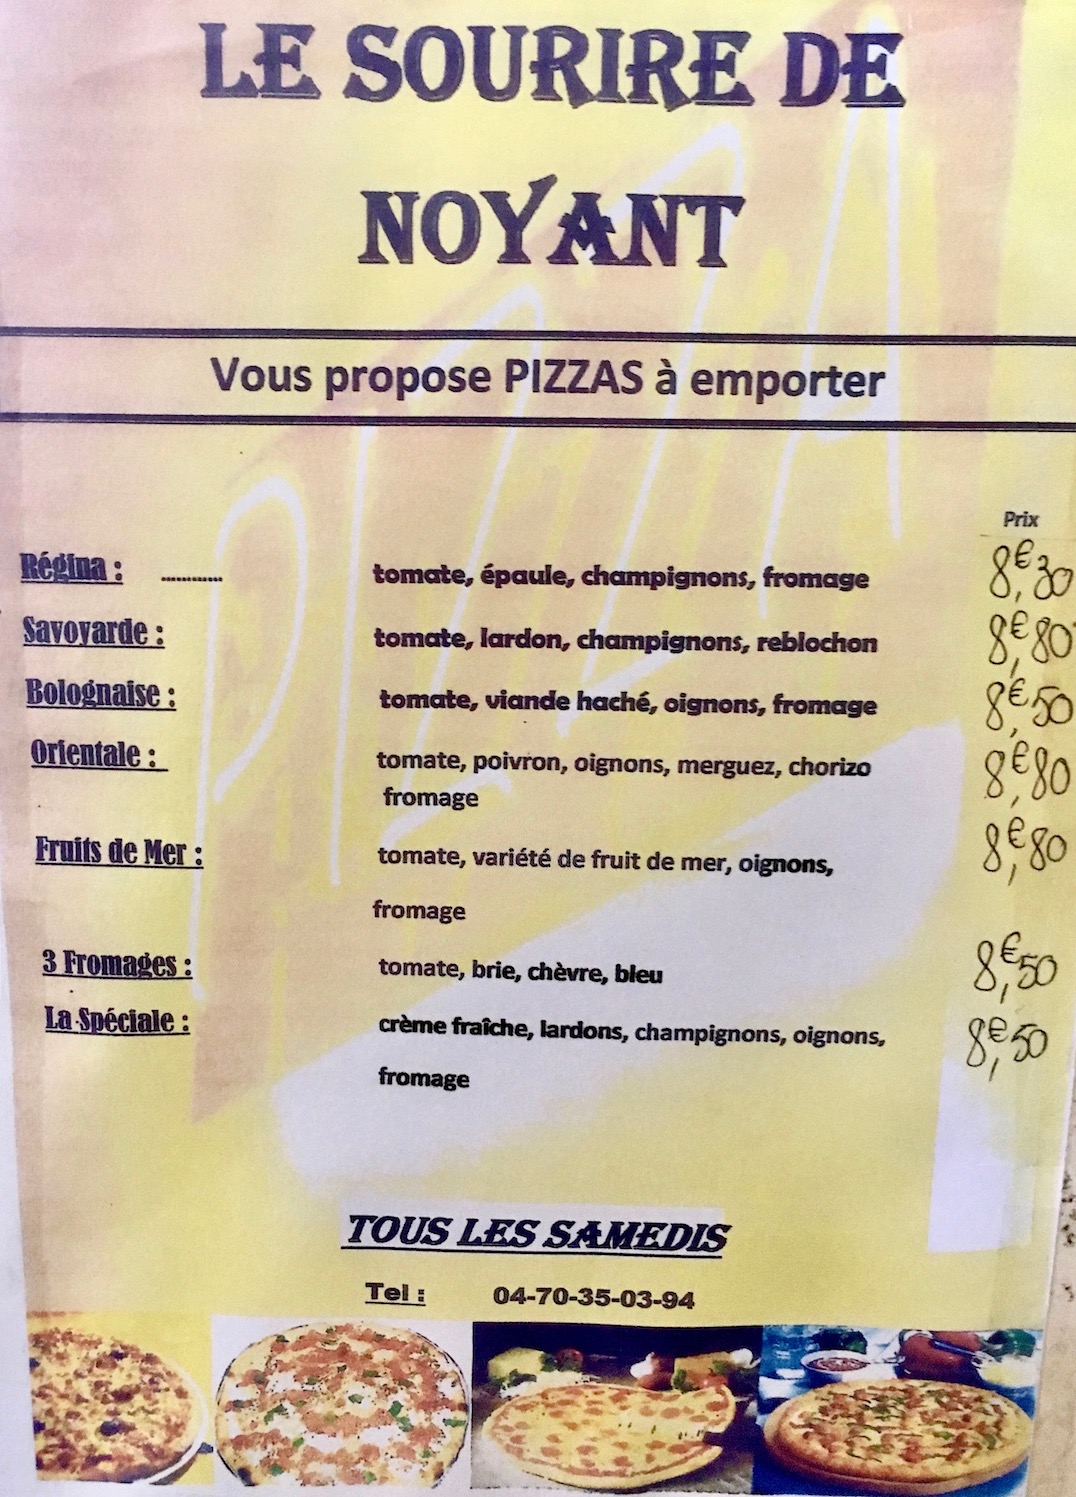 LE SOURIRE DE
NOYANT
Vous propose PIZZAS à emporter
Prix
Régina : ............ tomate, épaule, champignons, fromage 8,€30
Savoyarde : tomate, lardon, champignons, reblochon 8,€80
Bolognaise : tomate, viande haché, oignons, fromage 8,€50
Orientale : tomate, poivron, oignons, merguez, chorizo 8,€80
fromage
Fruits de Mer : tomate, variété de fruit de mer, oignons, 8,€80
fromage
3 Fromages : tomate, brie, chèvre, bleu 8,€50
La Spéciale : crème fraîche, lardons, champignons, oignons, 8,€50
fromage
TOUS LES SAMEDIS
Tel : 04-70-35-03-94
PIZZA